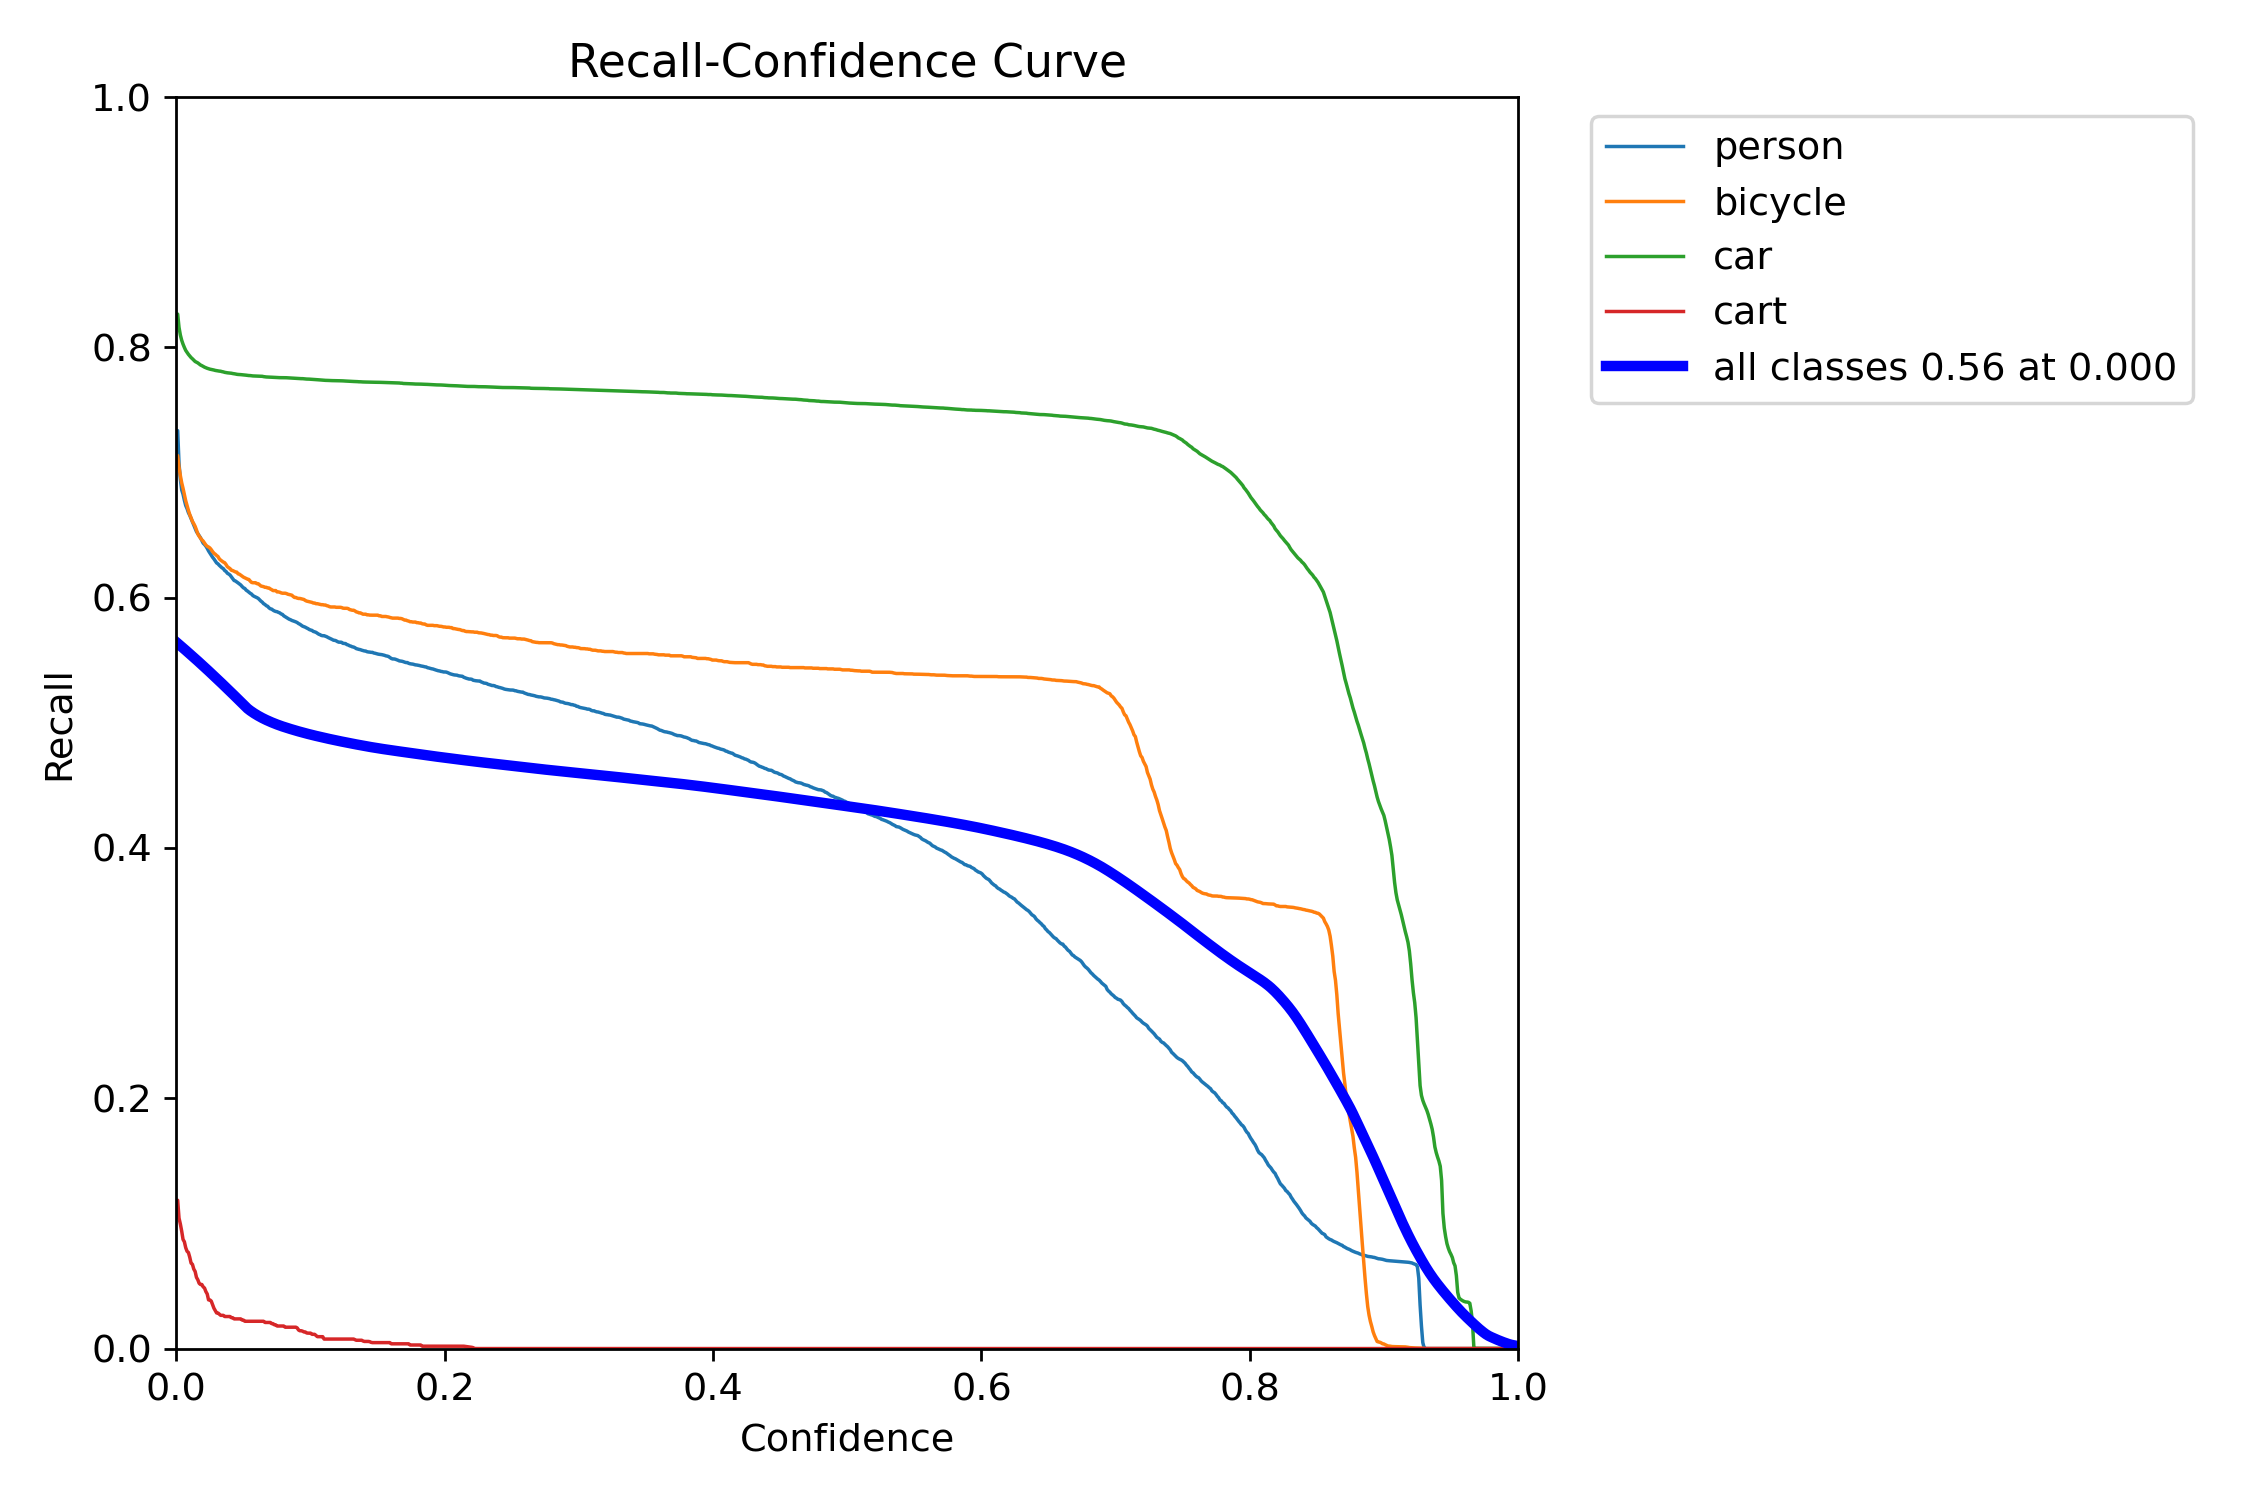 Recall-Confidence Curve
1.0
0.8
0.6
0.4
0.2
0.0
Recall
0.0 0.2 0.4 0.6 0.8 1.0
Confidence
person
bicycle
car
cart
all classes 0.56 at 0.000